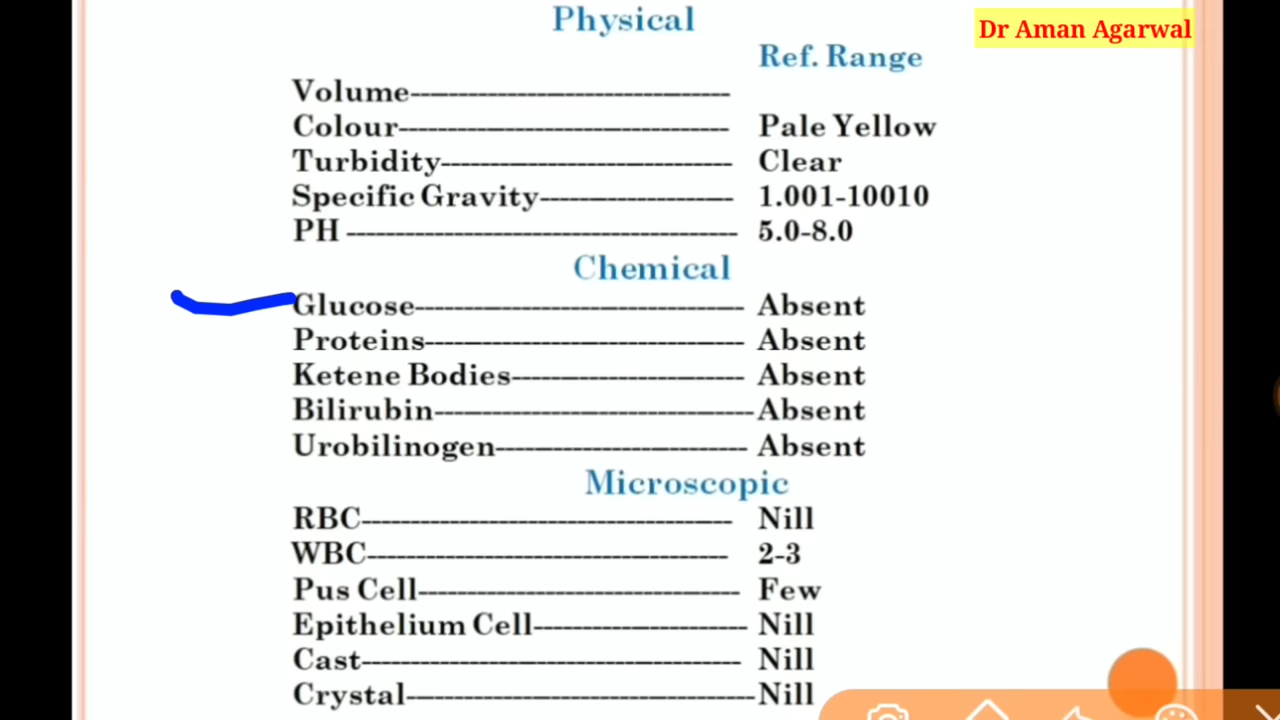 Physical
Dr Aman Agarwal
Ref. Range
Volume---------------------------------------
Colour--------------------------------------- Pale Yellow
Turbidity----------------------------------- Clear
Specific Gravity----------------------- 1.001-10010
PH ----------------------------------------------- 5.0-8.0
Chemical
Glucose---------------------------------------- Absent
Proteins--------------------------------------- Absent
Ketene Bodies---------------------------- Absent
Bilirubin---------------------------------------Absent
Urobilinogen------------------------------ Absent
Microscopic
RBC--------------------------------------------- Nill
WBC-------------------------------------------- 2-3
Pus Cell--------------------------------------- Few
Epithelium Cell-------------------------- Nill
Cast---------------------------------------------- Nill
Crystal------------------------------------------Nill